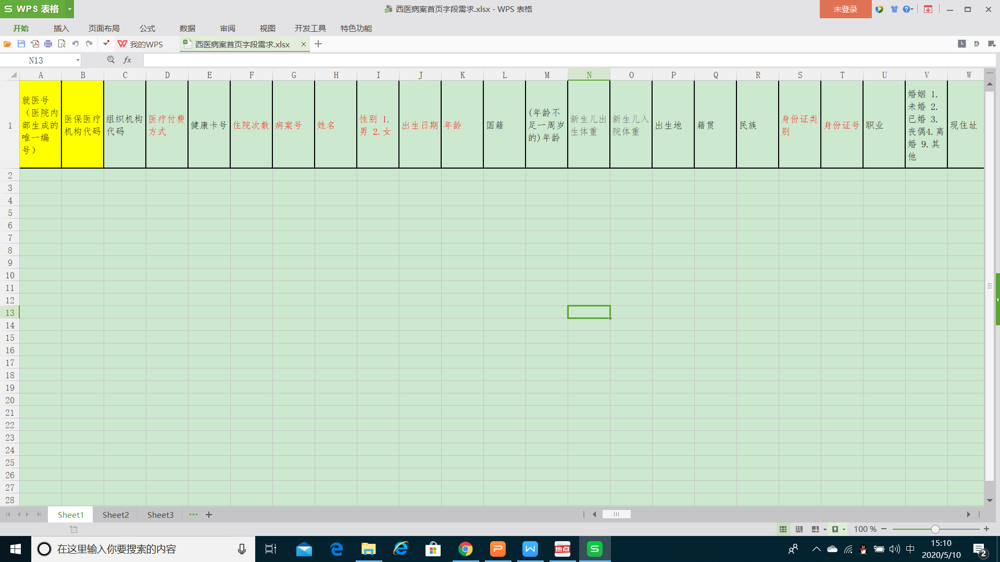 S WPS 表格
西医病案首页字段需求.xlsx - WPS 表格
未登录
开始 插入 页面布局 公式 数据 审阅 视图 开发工具 特色功能
我的WPS
西医病案首页字段需求.xlsx
N13
fx
A B C D E F G H I J K L M N O P Q R S T U V W
1
就医号
（医院内
部生成的
唯一编
号）
医保医疗
机构代码
组织机构
代码
医疗付费
方式
健康卡号
住院次数
病案号
姓名
性别 1.
男 2.女
出生日期
年龄
国籍
(年龄不
足一周岁
的)年龄
新生儿出
生体重
新生儿入
院体重
出生地
籍贯
民族
身份证类
别
身份证号
职业
婚姻 1.
未婚 2.
已婚 3.
丧偶4.离
婚 9.其
他
现住址
2
3
4
5
6
7
8
9
10
11
12
13
14
15
16
17
18
19
20
21
22
23
24
25
26
27
28
Sheet1 Sheet2 Sheet3
100 %
在这里输入你要搜索的内容
热点
中
15:10
2020/5/10
2